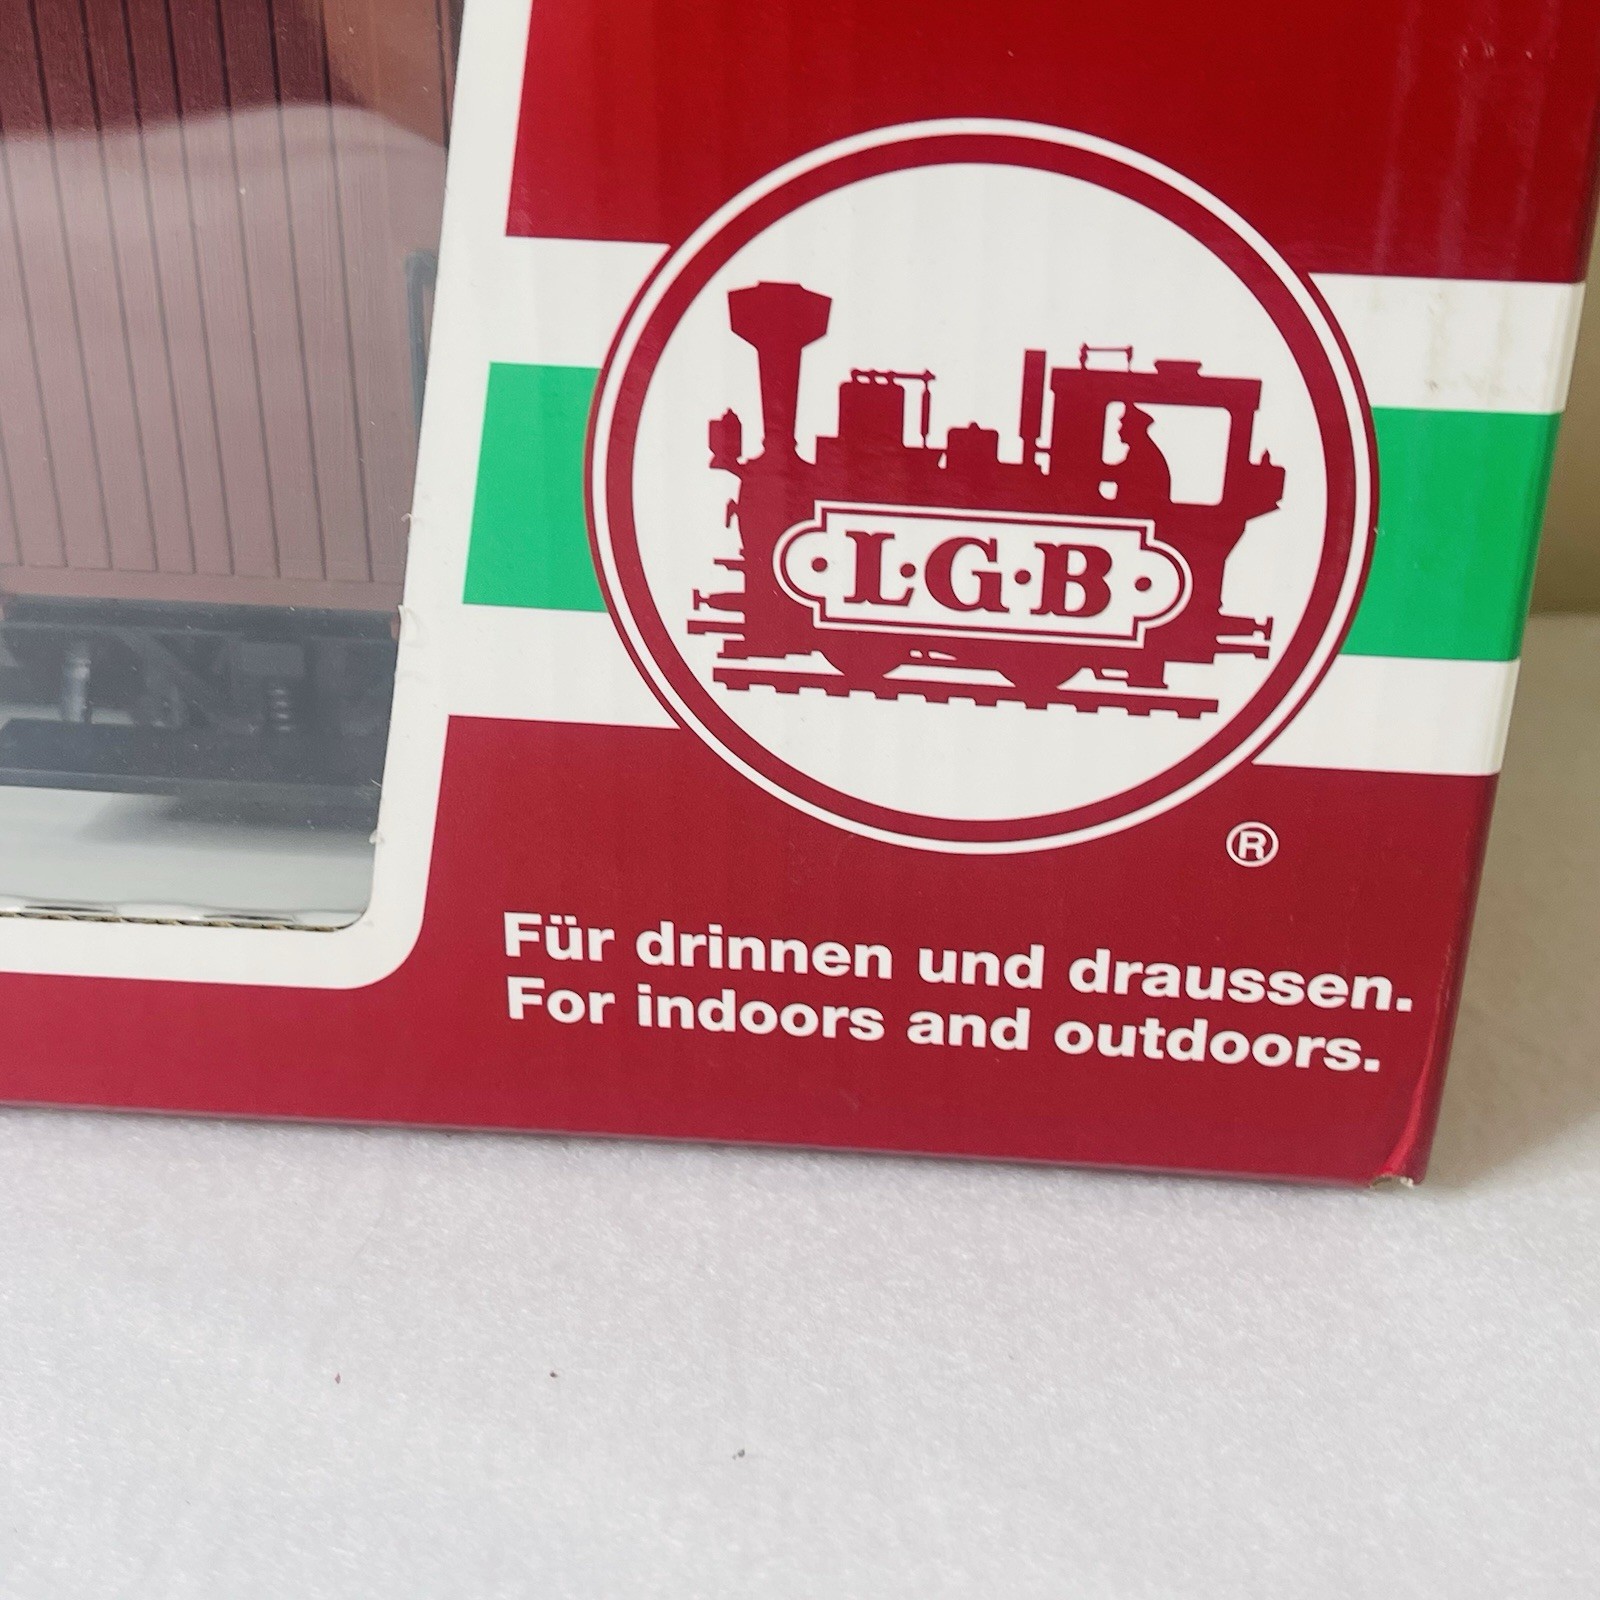 L·G·B
®
Für drinnen und draussen.
For indoors and outdoors.